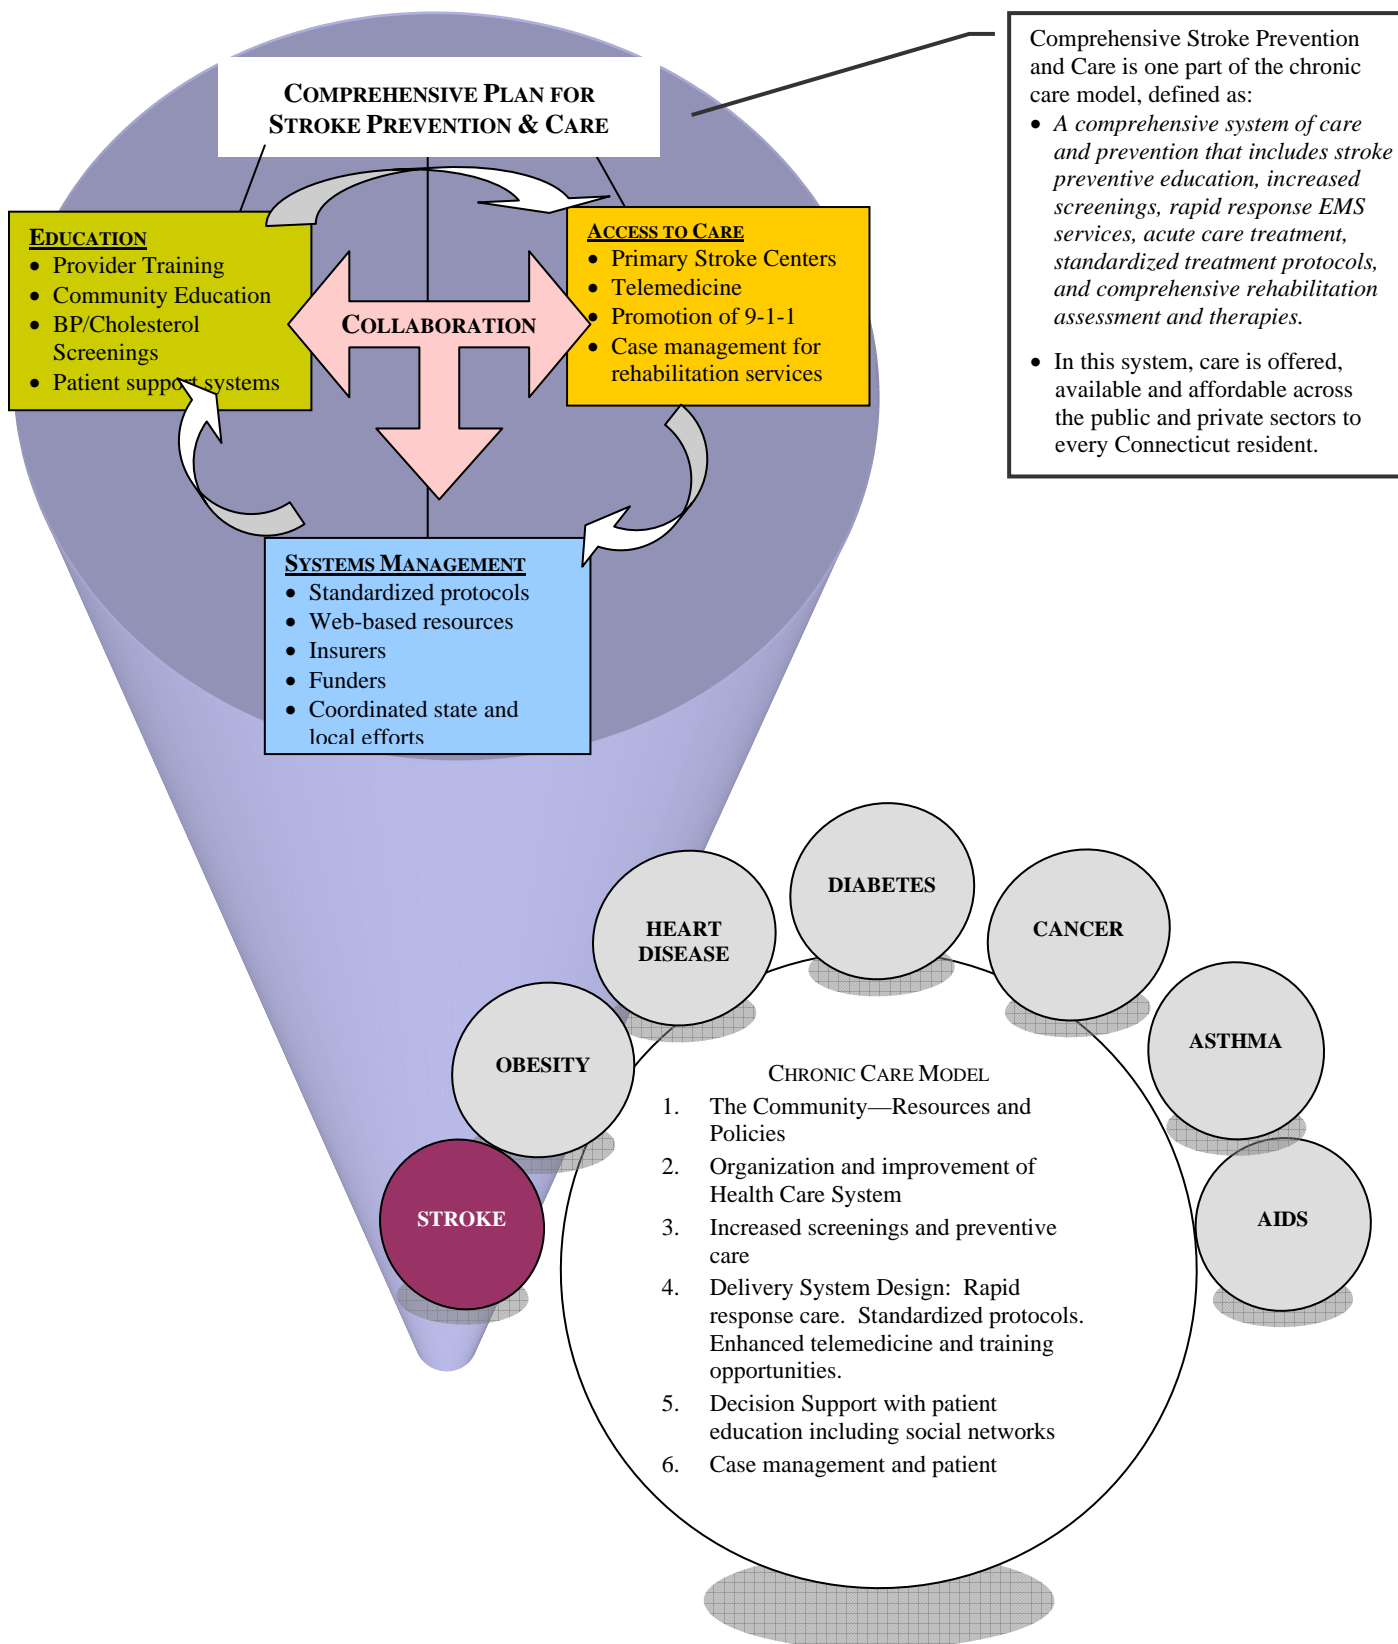 COMPREHENSIVE PLAN FOR
STROKE PREVENTION & CARE
Comprehensive Stroke Prevention
and Care is one part of the chronic
care model, defined as:
• A comprehensive system of care
and prevention that includes stroke
preventive education, increased
screenings, rapid response EMS
services, acute care treatment,
standardized treatment protocols,
and comprehensive rehabilitation
assessment and therapies.
• In this system, care is offered,
available and affordable across
the public and private sectors to
every Connecticut resident.
EDUCATION
• Provider Training
• Community Education
• BP/Cholesterol
Screenings
• Patient support systems
COLLABORATION
ACCESS TO CARE
• Primary Stroke Centers
• Telemedicine
• Promotion of 9-1-1
• Case management for
rehabilitation services
SYSTEMS MANAGEMENT
• Standardized protocols
• Web-based resources
• Insurers
• Funders
• Coordinated state and
local efforts
STROKE
OBESITY
HEART
DISEASE
DIABETES
CANCER
ASTHMA
AIDS
CHRONIC CARE MODEL
1. The Community—Resources and
Policies
2. Organization and improvement of
Health Care System
3. Increased screenings and preventive
care
4. Delivery System Design: Rapid
response care. Standardized protocols.
Enhanced telemedicine and training
opportunities.
5. Decision Support with patient
education including social networks
6. Case management and patient